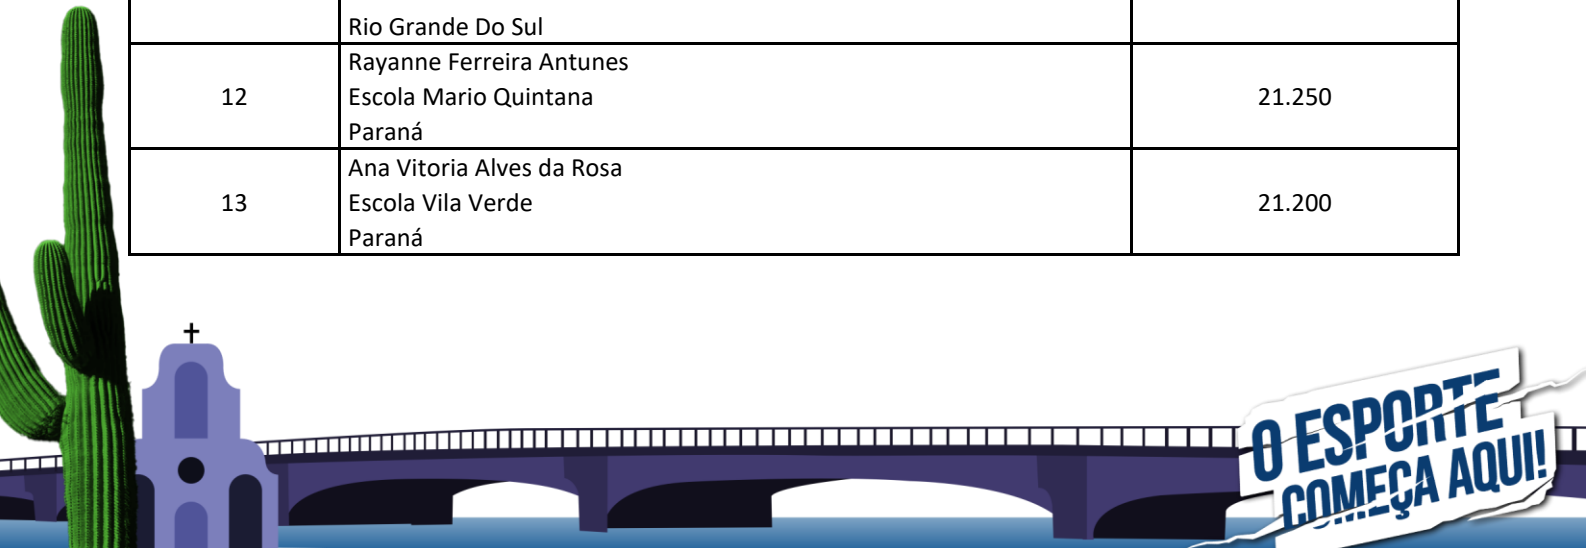 Rio Grande Do Sul
12
Rayanne Ferreira Antunes
Escola Mario Quintana
Paraná
21.250
13
Ana Vitoria Alves da Rosa
Escola Vila Verde
Paraná
21.200
O ESPORTE
COMEÇA AQUI!